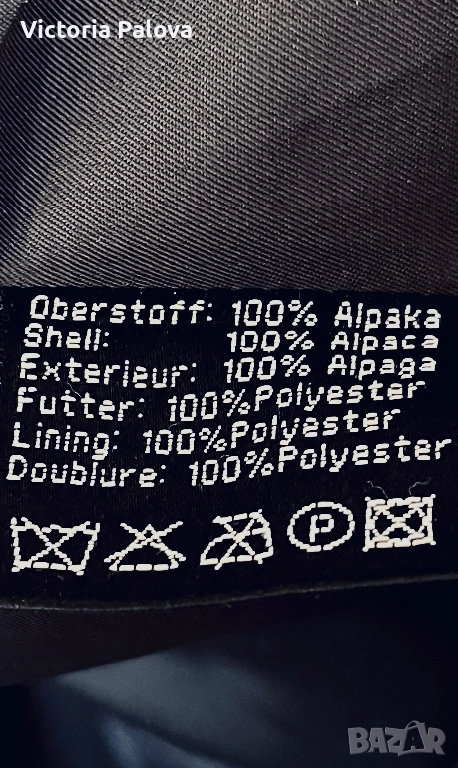 Victoria Palova
Oberstoff: 100% Alpaka
Shell: 100% Alpaca
Exterieur: 100% Alpaga
Futter: 100%Polyester
Lining: 100%Polyester
Doublure: 100%Polyester
P
BAZAR